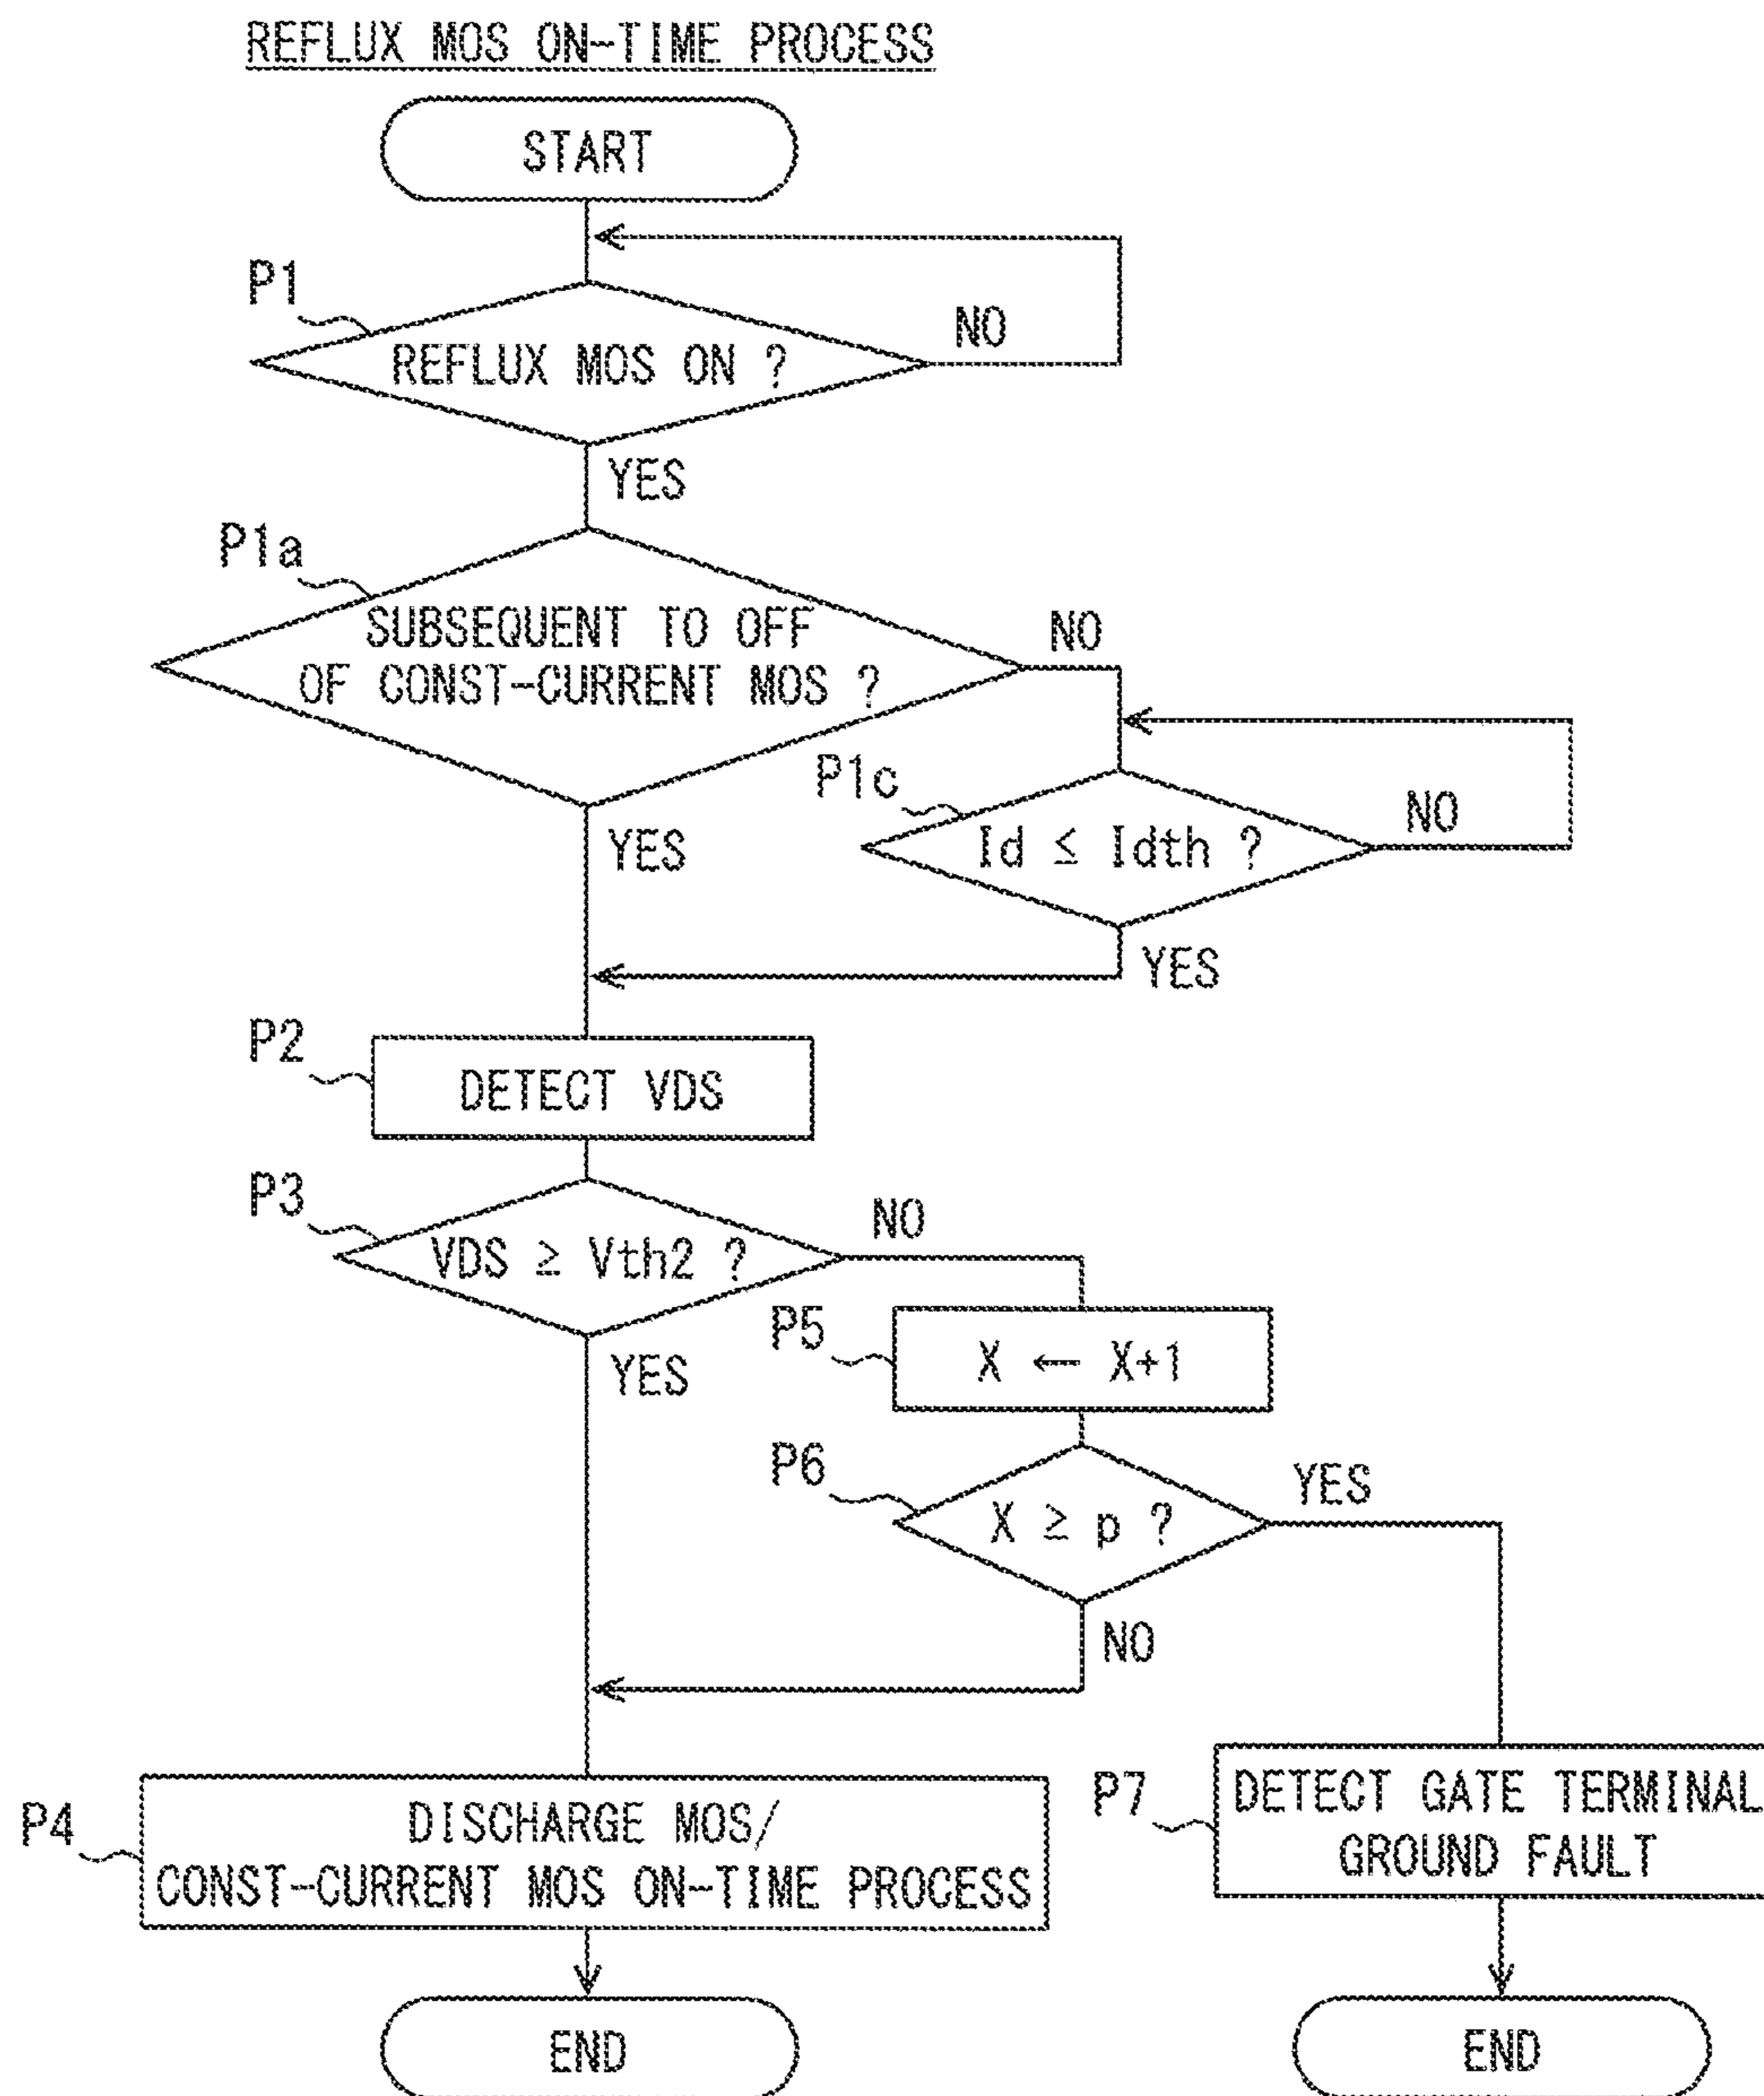 REFLUX MOS ON-TIME PROCESS
START
P1
REFLUX MOS ON ?
NO
YES
P1a
SUBSEQUENT TO OFF
OF CONST-CURRENT MOS ?
NO
YES
P1c
Id ≤ Idth ?
NO
YES
P2
DETECT VDS
P3
VDS ≥ Vth2 ?
NO
YES
P5
X ← X+1
P6
X ≥ p ?
YES
NO
P4
DISCHARGE MOS/
CONST-CURRENT MOS ON-TIME PROCESS
P7
DETECT GATE TERMINAL
GROUND FAULT
END
END